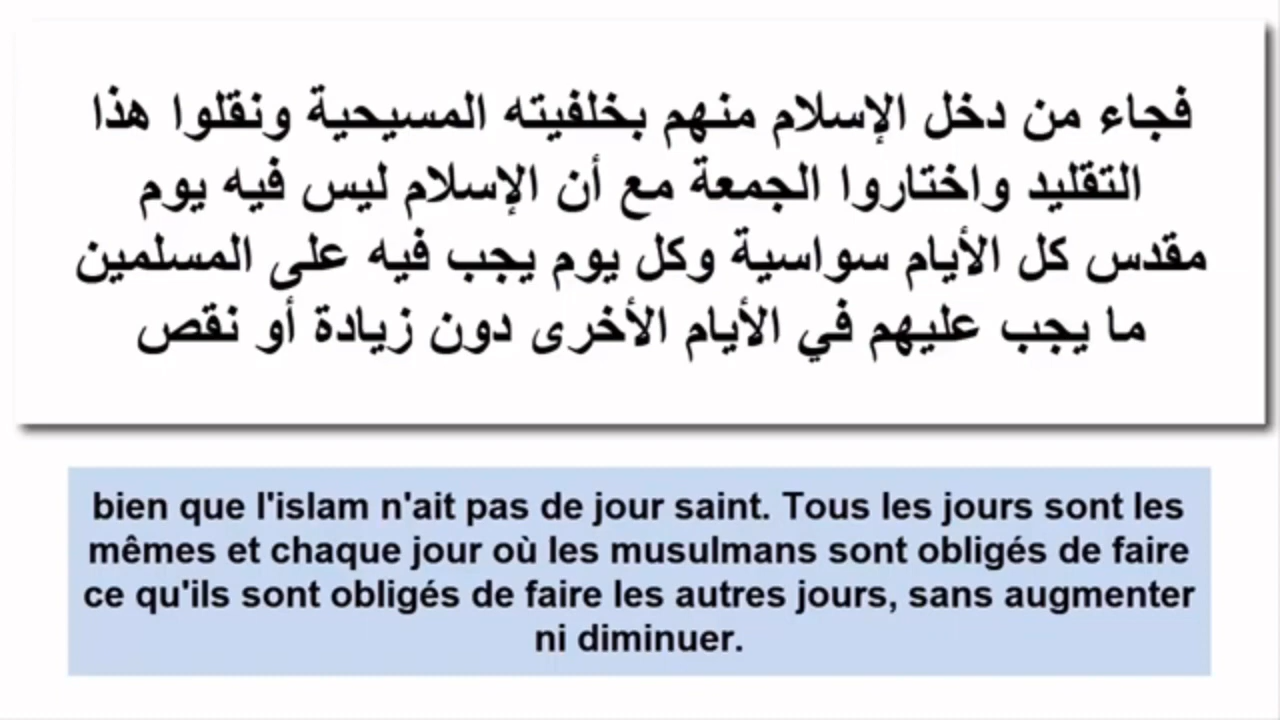 فجاء من دخل الإسلام منهم بخلفيته المسيحية ونقلوا هذا
التقليد واختاروا الجمعة مع أن الإسلام ليس فيه يوم
مقدس كل الأيام سواسية وكل يوم يجب فيه على المسلمين
ما يجب عليهم في الأيام الأخرى دون زيادة أو نقص
bien que l'islam n'ait pas de jour saint. Tous les jours sont les
mêmes et chaque jour où les musulmans sont obligés de faire
ce qu'ils sont obligés de faire les autres jours, sans augmenter
ni diminuer.